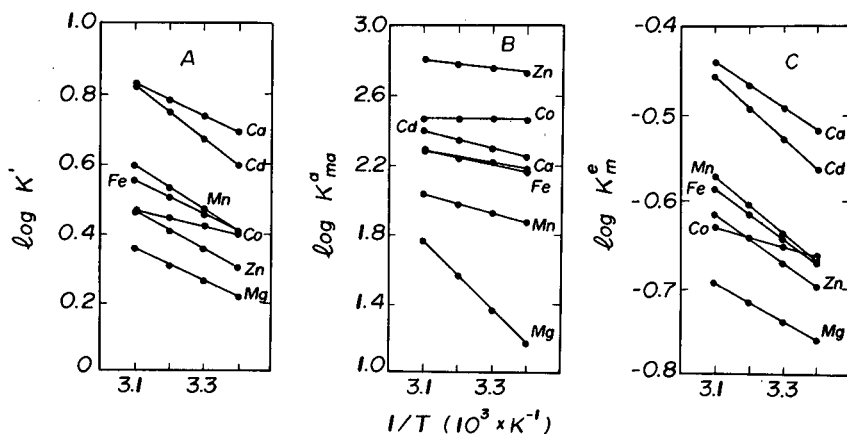 A
log K'
1.0
0.8
0.6
0.4
0.2
0
Ca
Cd
Mn
Fe
Co
Zn
Mg
3.1
3.3
B
log K^a_ma
3.0
2.6
2.2
1.8
1.4
1.0
Zn
Co
Cd
Ca
Fe
Mn
Mg
3.1
3.3
C
log K^e_m
-0.4
-0.5
-0.6
-0.7
-0.8
Ca
Cd
Mn
Fe
Co
Zn
Mg
3.1
3.3
1/T (10^3 × K^-1)